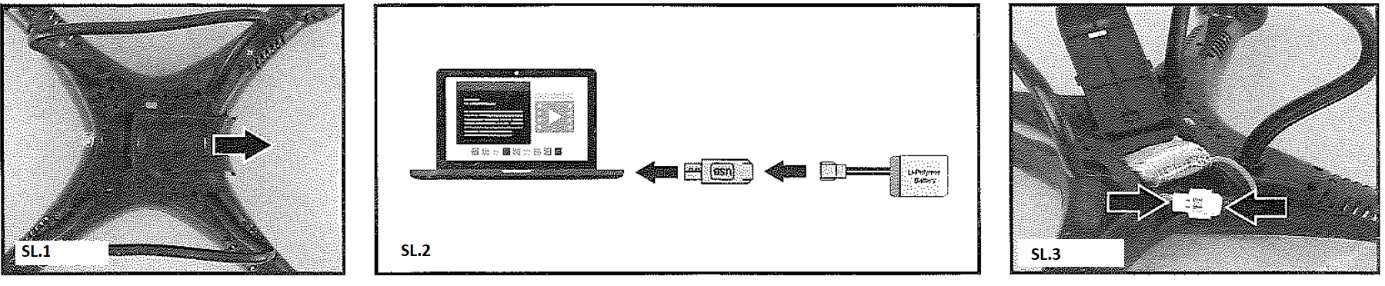 SL.1
SL.2
USB
Li-Polymer
Battery
SL.3